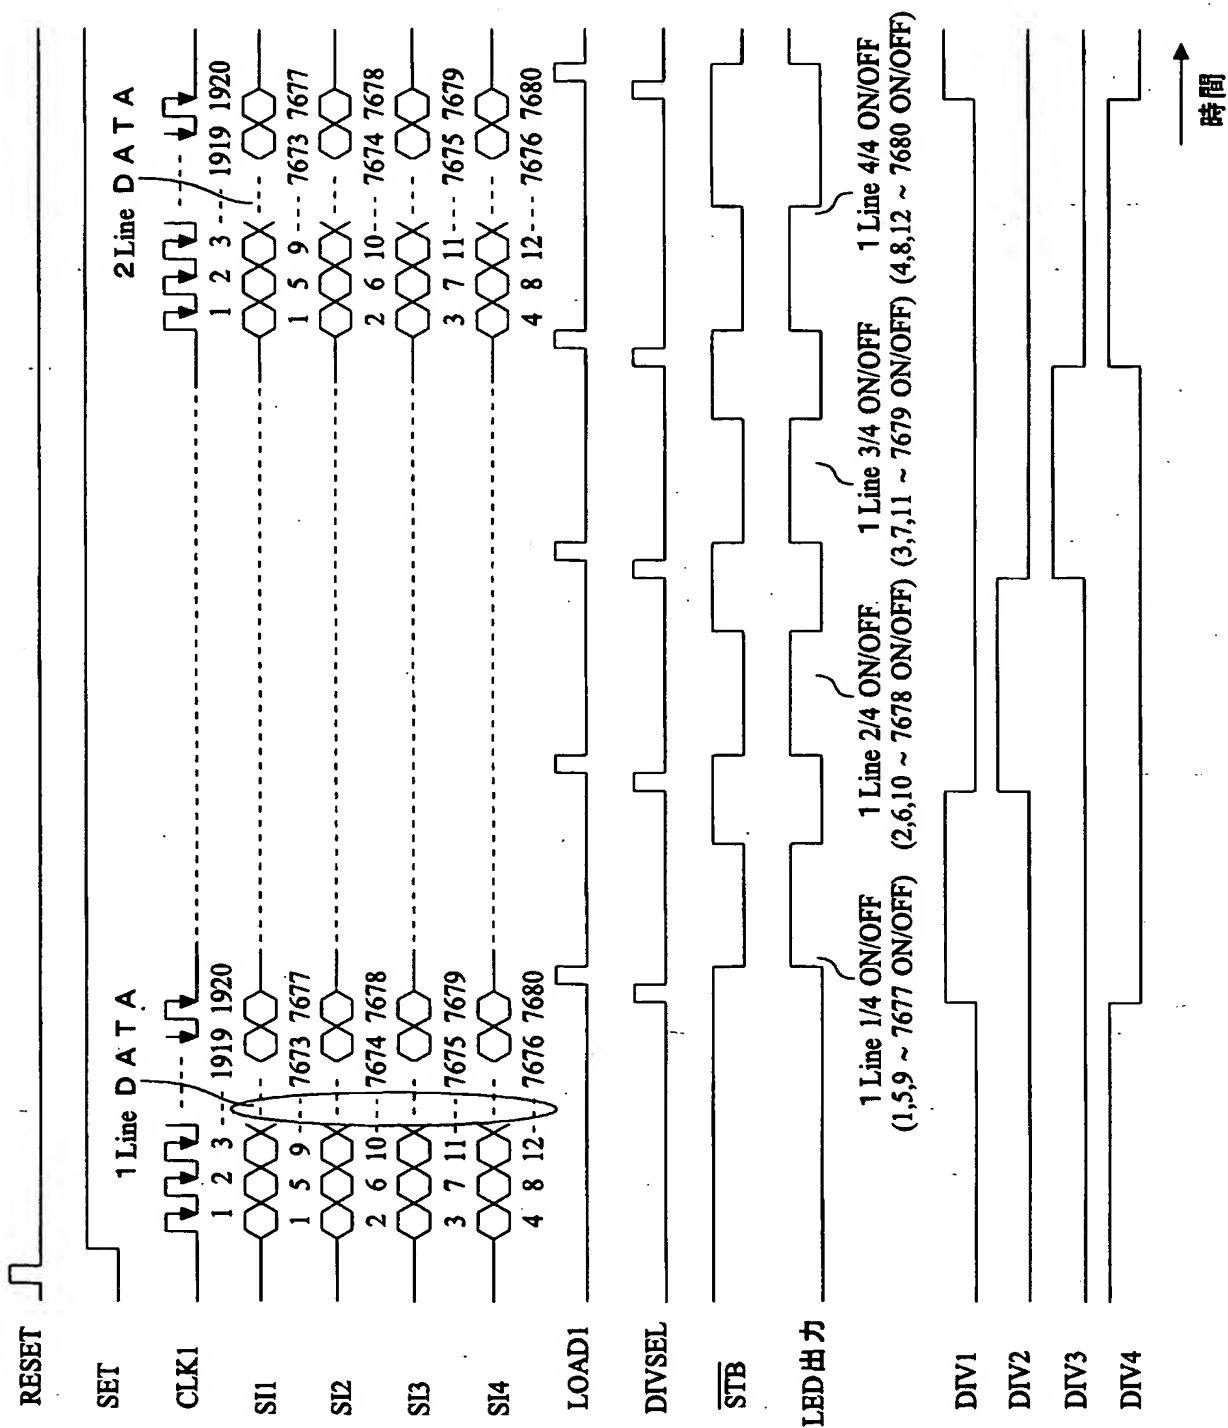 RESET
SET
1 Line DATA
2 Line DATA
CLK1
1 2 3 --- 1919 1920
1 2 3 --- 1919 1920
SI1
1 5 9 ---- 7673 7677
1 5 9 ---- 7673 7677
SI2
2 6 10 ---- 7674 7678
2 6 10 ---- 7674 7678
SI3
3 7 11 ---- 7675 7679
3 7 11 ---- 7675 7679
SI4
4 8 12 ---- 7676 7680
4 8 12 ---- 7676 7680
LOAD1
DIVSEL
STB
LED出力
1 Line 1/4 ON/OFF
(1,5,9 ~ 7677 ON/OFF)
1 Line 2/4 ON/OFF
(2,6,10 ~ 7678 ON/OFF)
1 Line 3/4 ON/OFF
(3,7,11 ~ 7679 ON/OFF)
1 Line 4/4 ON/OFF
(4,8,12 ~ 7680 ON/OFF)
DIV1
DIV2
DIV3
DIV4
時間